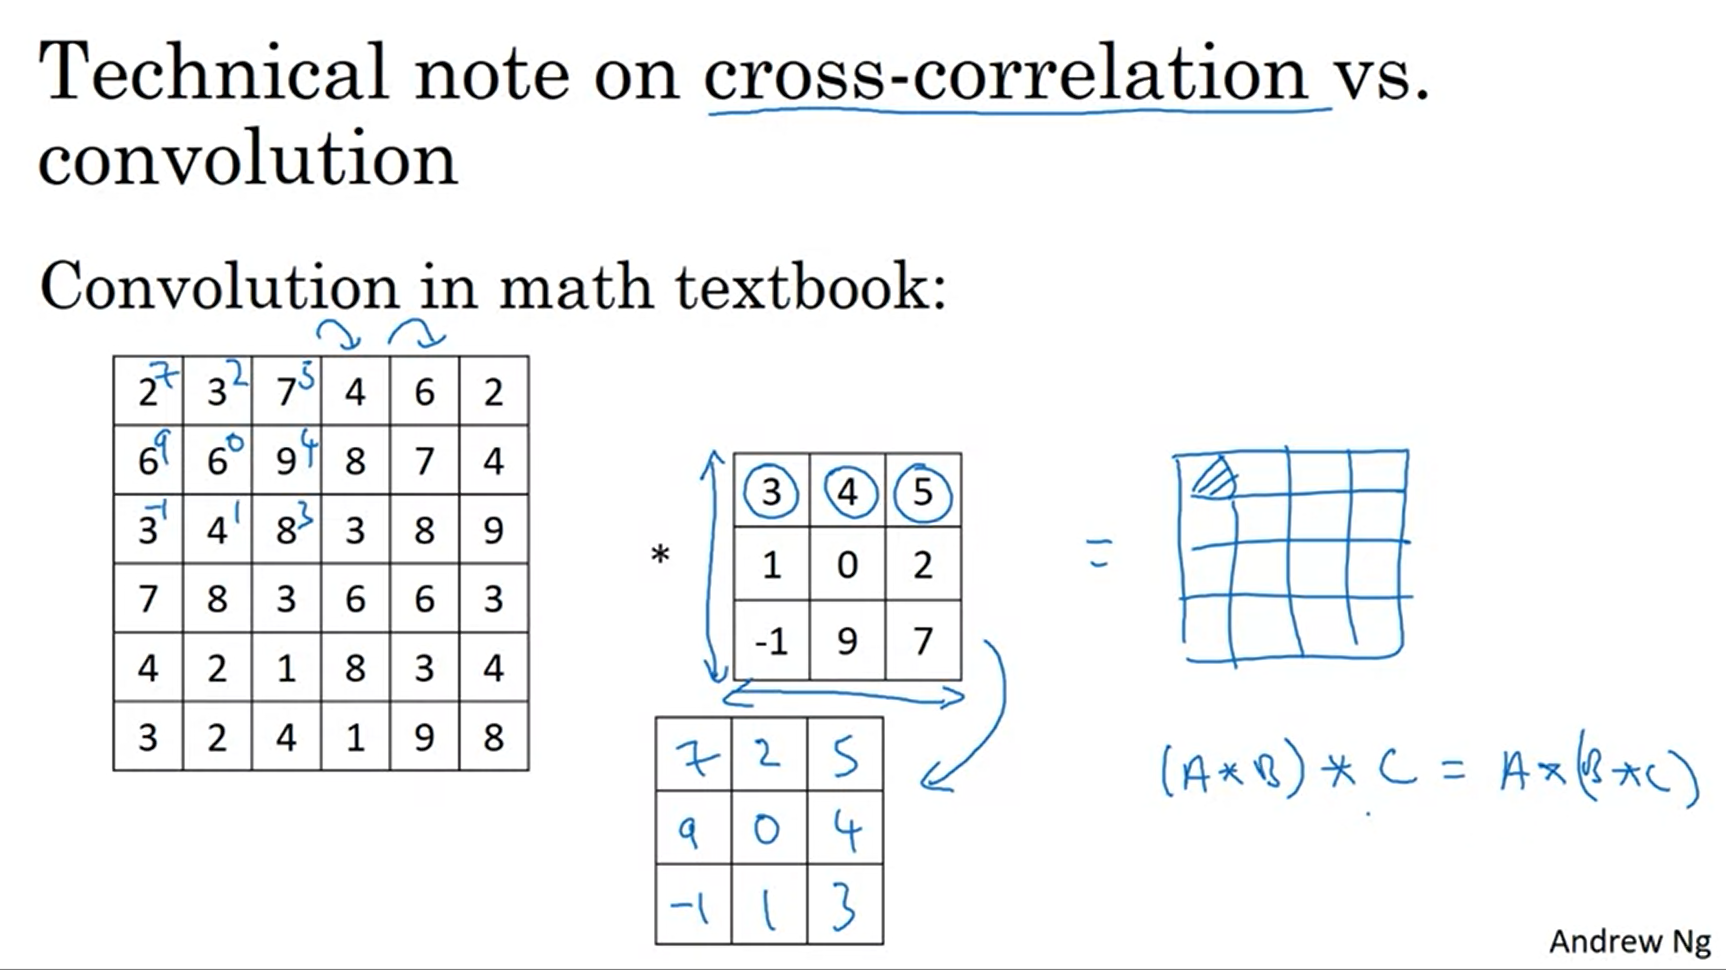 Technical note on cross-correlation vs.
convolution
Convolution in math textbook:
2 7 3 2 7 5 4 6 2
6 9 6 0 9 4 8 7 4
3 -1 4 1 8 3 3 8 9
7 8 3 6 6 3
4 2 1 8 3 4
3 2 4 1 9 8
*
3 4 5
1 0 2
-1 9 7
=
7 2 5
9 0 4
-1 1 3
(A * B) * C = A * (B * C)
Andrew Ng